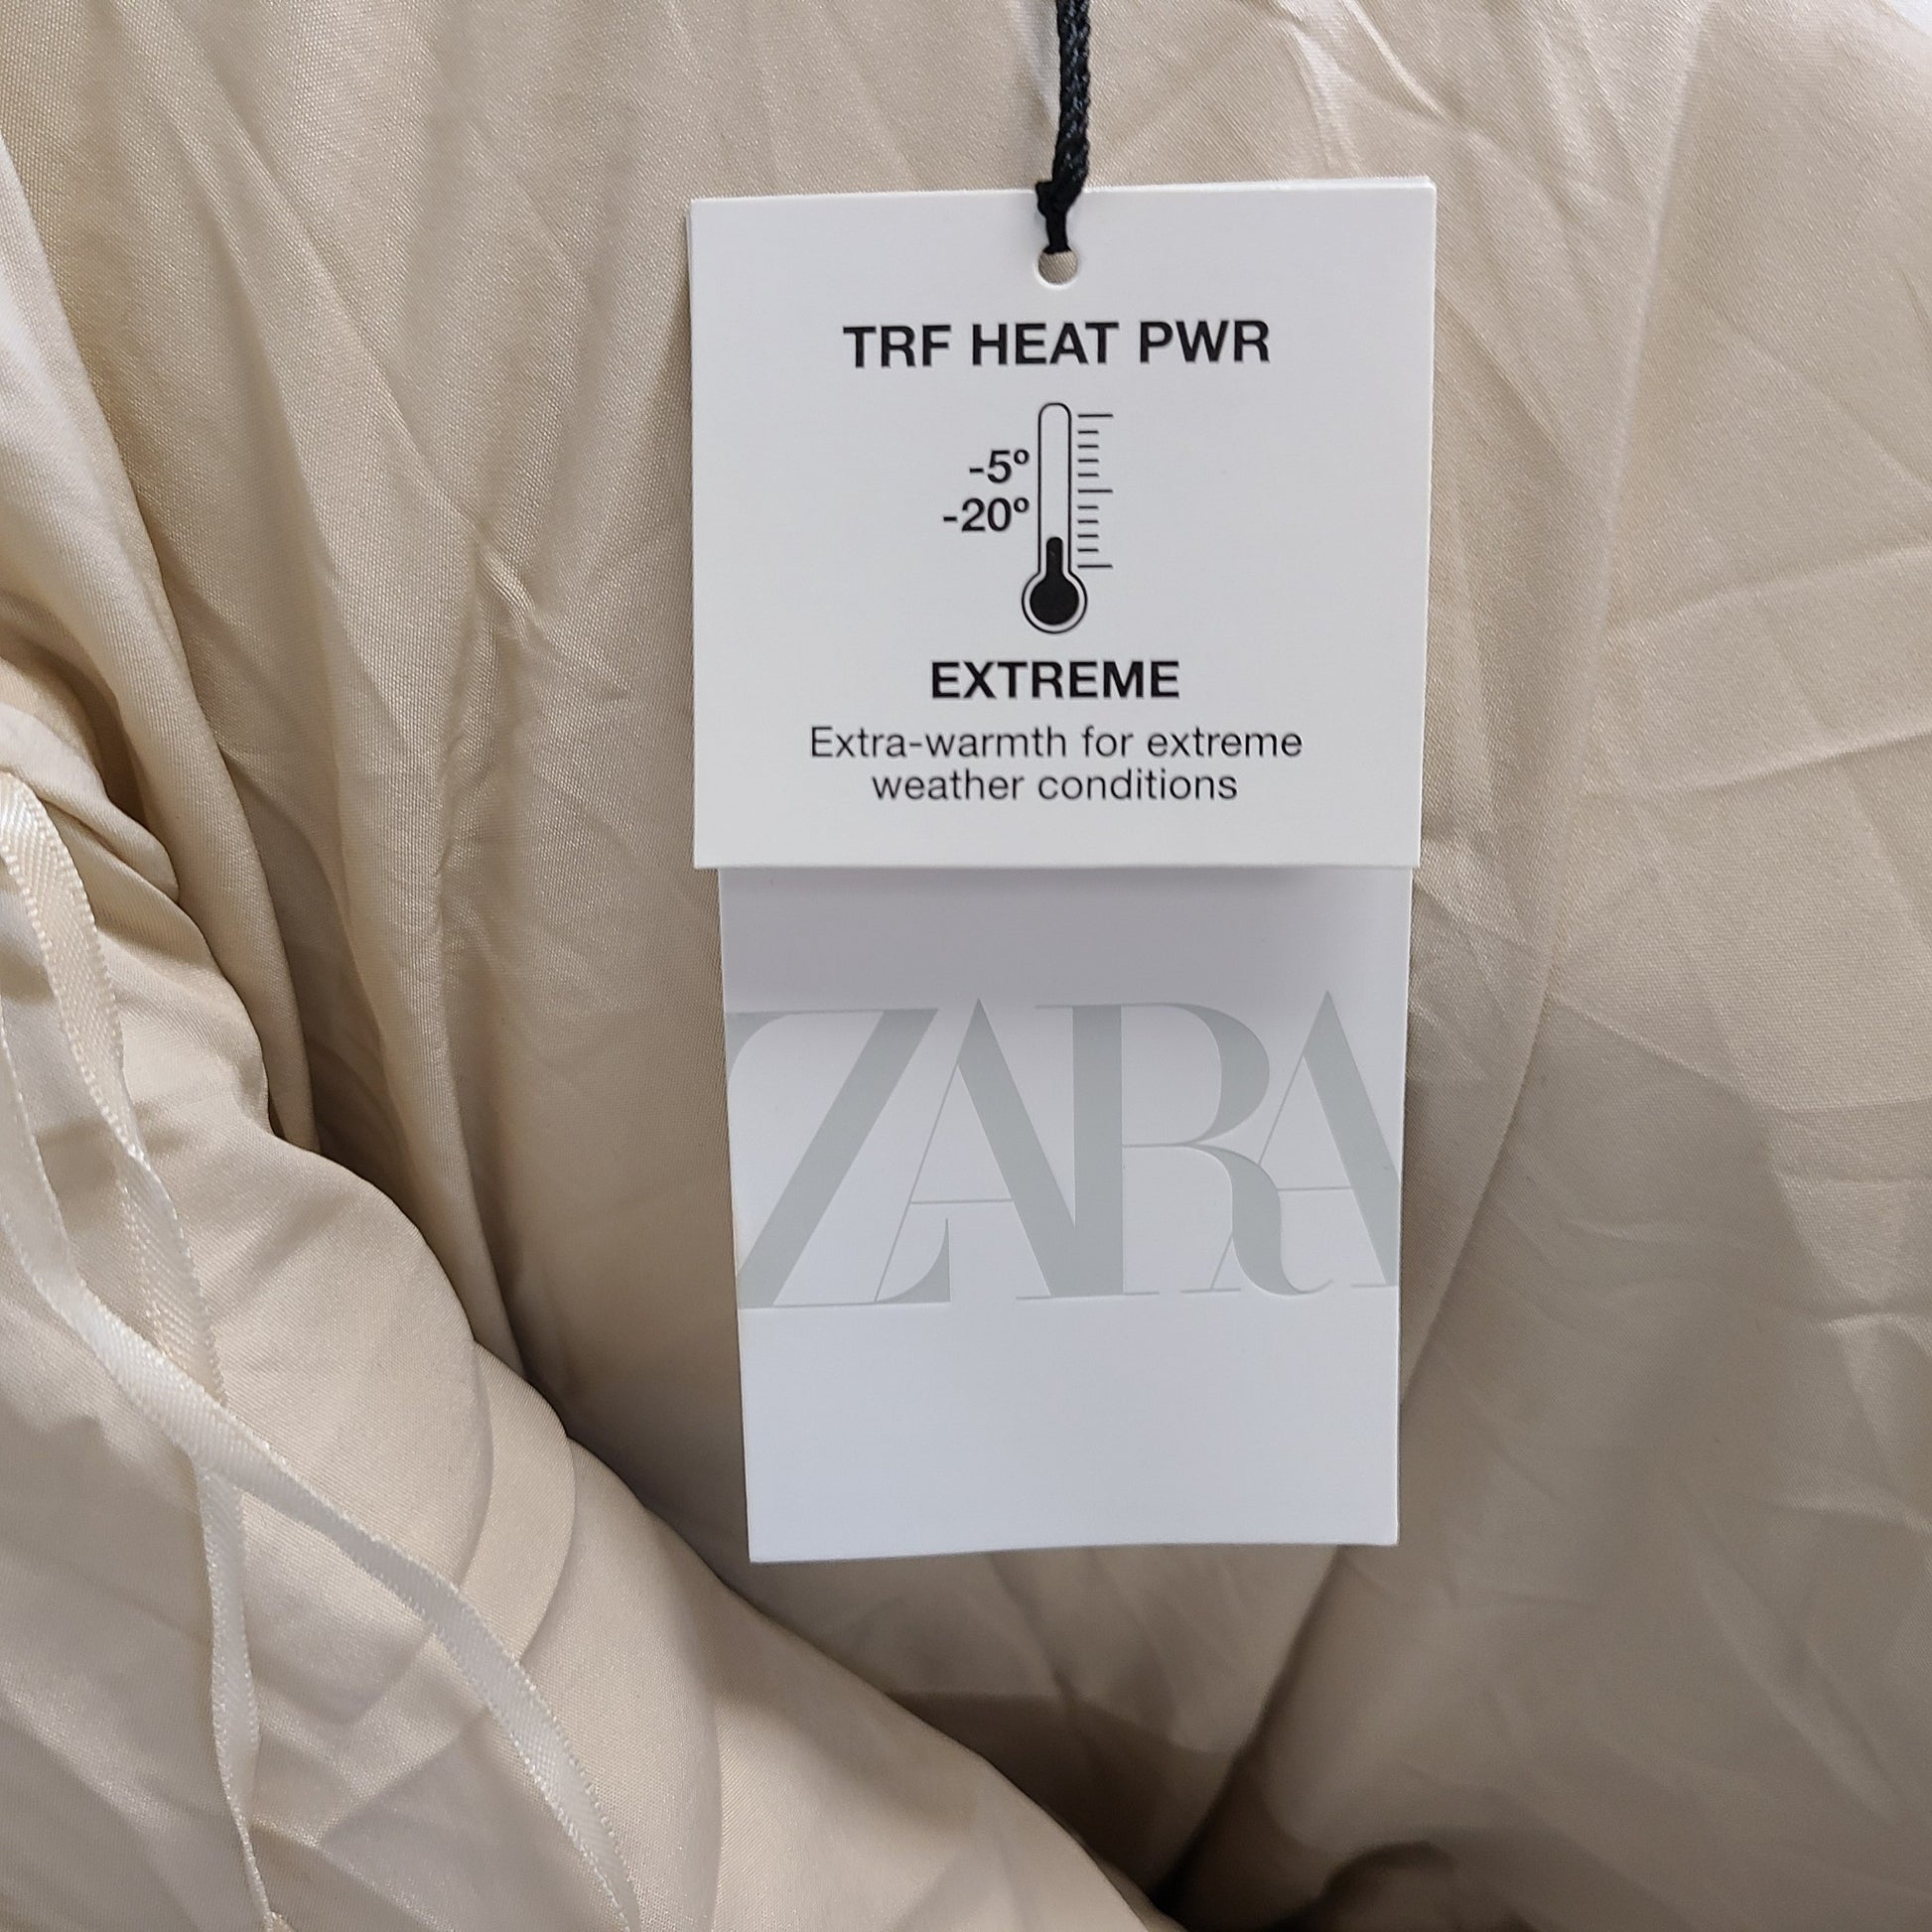 TRF HEAT PWR
-5º
-20º
EXTREME
Extra-warmth for extreme
weather conditions
ZARA